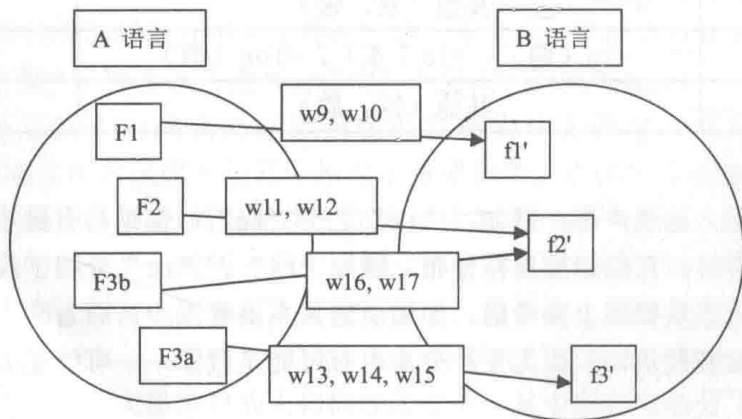 A 语言 B 语言
F1 w9, w10 f1'
F2 w11, w12 f2'
F3b w16, w17
F3a w13, w14, w15 f3'